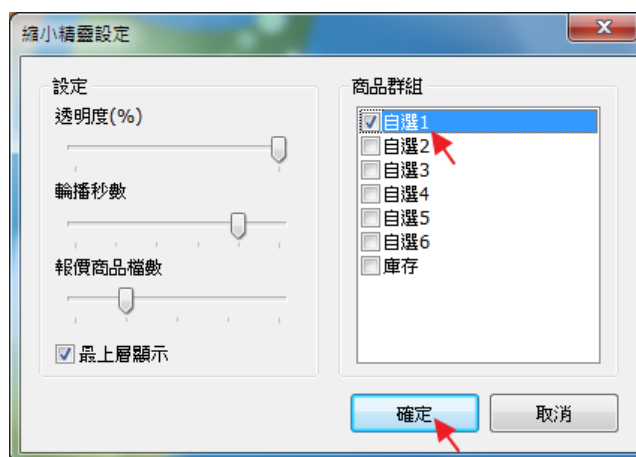 縮小精靈設定
設定
透明度(%)
輪播秒數
報價商品檔數
最上層顯示
商品群組
自選1
自選2
自選3
自選4
自選5
自選6
庫存
確定
取消